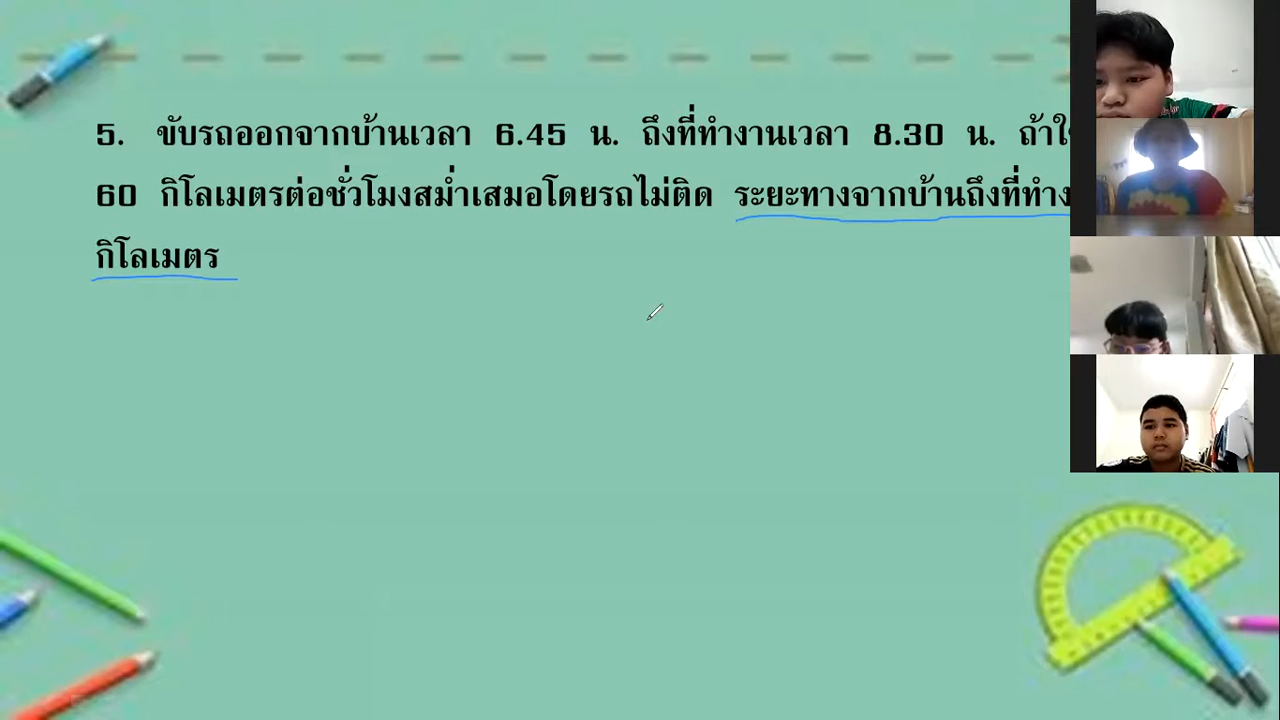 5. ขับรถออกจากบ้านเวลา 6.45 น. ถึงที่ทำงานเวลา 8.30 น. ถ้า
60 กิโลเมตรต่อชั่วโมงสม่ำเสมอโดยรถไม่ติด ระยะทางจากบ้านถึงที่ทำง
กิโลเมตร